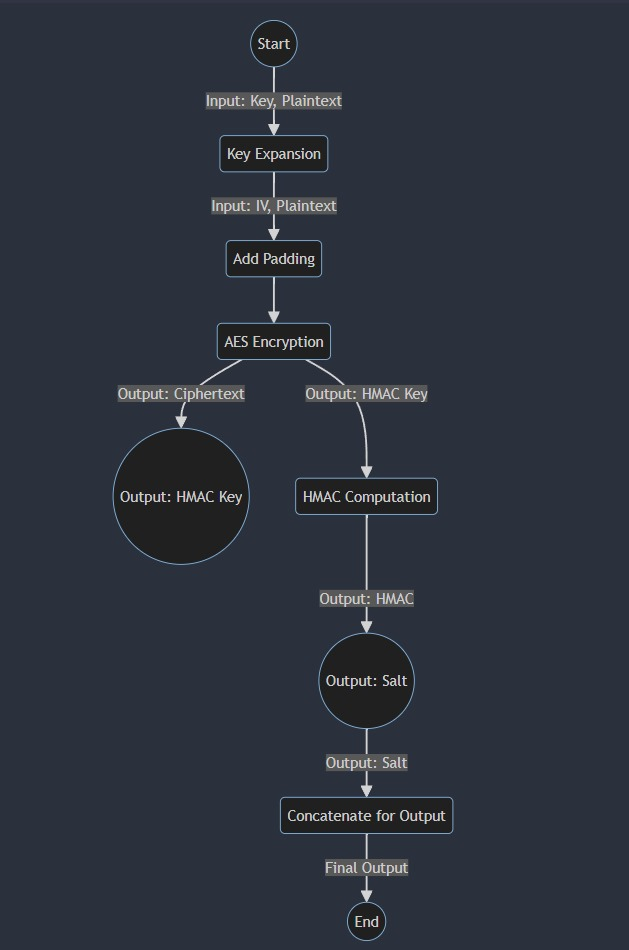 Start
Input: Key, Plaintext
Key Expansion
Input: IV, Plaintext
Add Padding
AES Encryption
Output: Ciphertext
Output: HMAC Key
Output: HMAC Key
HMAC Computation
Output: HMAC
Output: Salt
Output: Salt
Concatenate for Output
Final Output
End